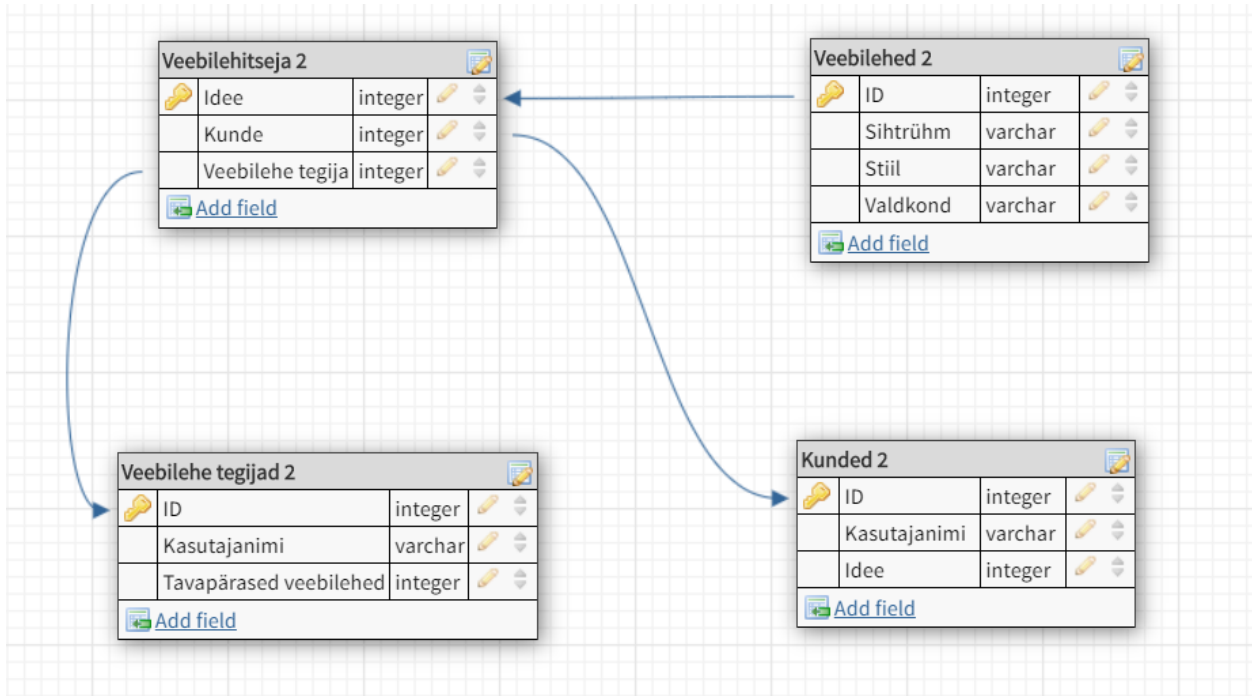 Veebilehitseja 2
Idee integer
Kunde integer
Veebilehe tegija integer
Add field
Veebilehed 2
ID integer
Sihtrühm varchar
Stiil varchar
Valdkond varchar
Add field
Veebilehe tegijad 2
ID integer
Kasutajanimi varchar
Tavapärased veebilehed integer
Add field
Kunded 2
ID integer
Kasutajanimi varchar
Idee integer
Add field